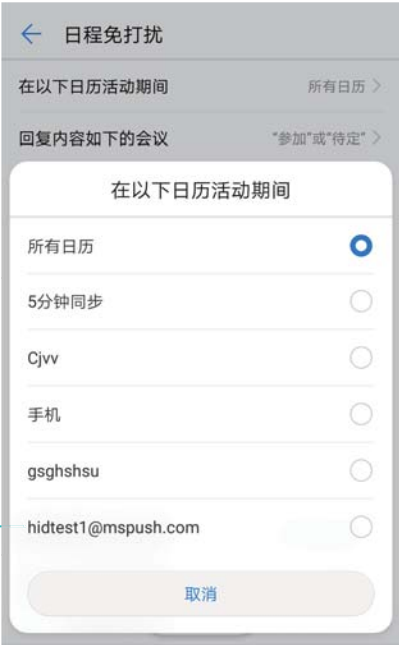 日程免打扰
在以下日历活动期间 所有日历
回复内容如下的会议 “参加”或“待定”
在以下日历活动期间
所有日历
5分钟同步
Cjvv
手机
gsghshsu
hidtest1@mspush.com
取消